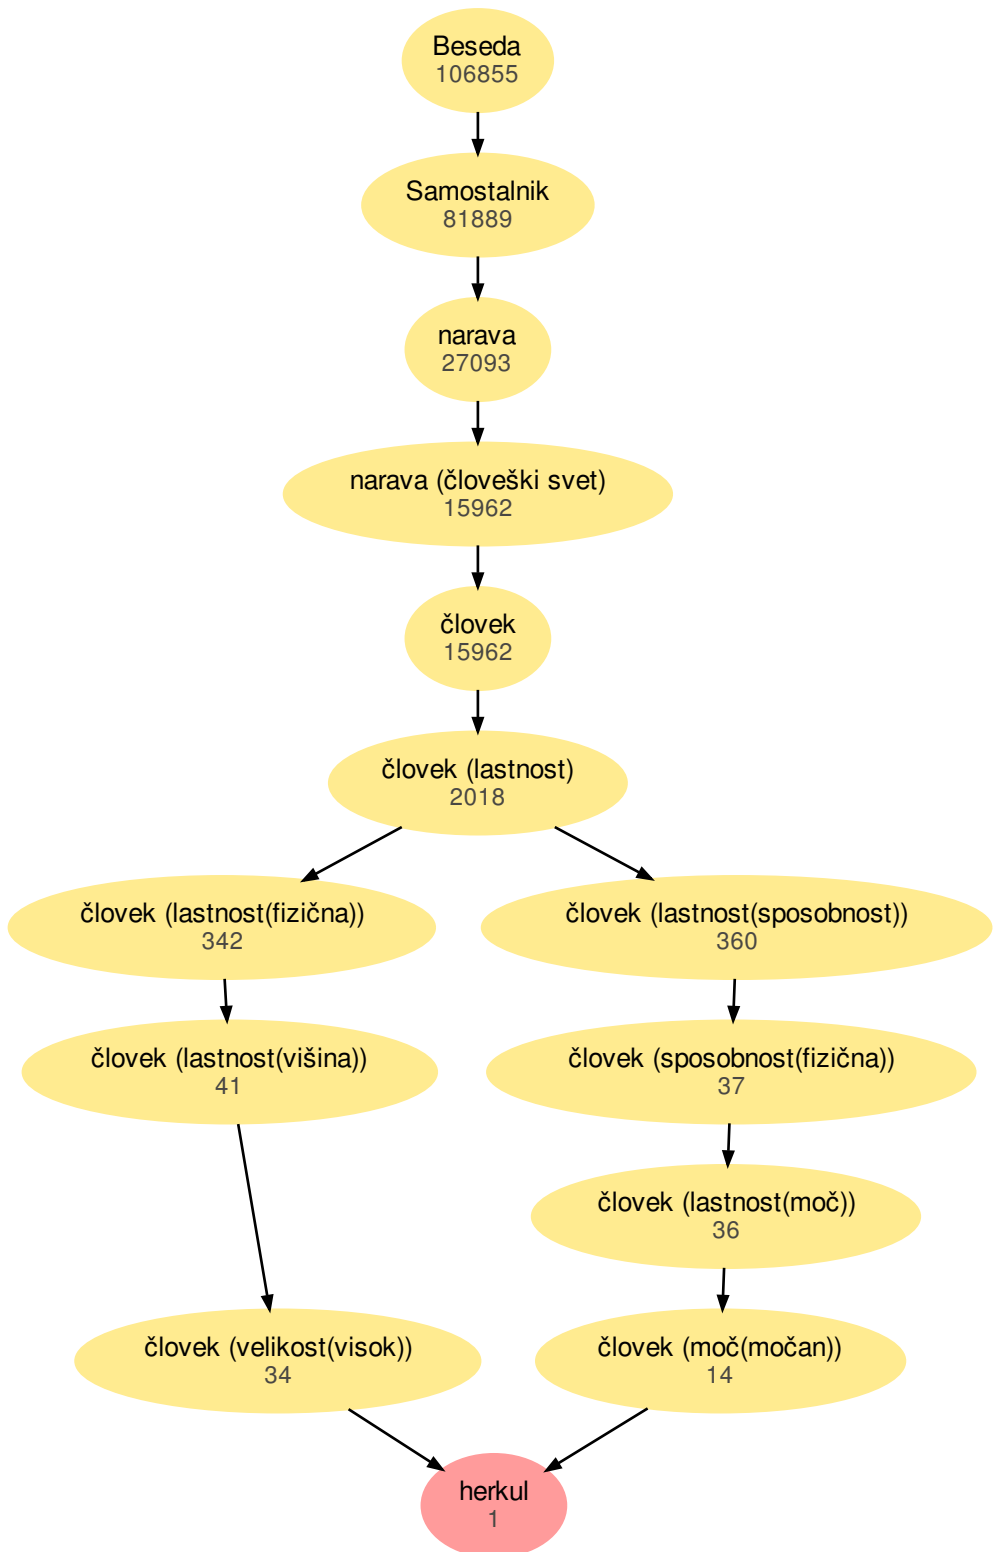 Beseda
106855
Samostalnik
81889
narava
27093
narava (človeški svet)
15962
človek
15962
človek (lastnost)
2018
človek (lastnost(fizična))
342
človek (lastnost(sposobnost))
360
človek (lastnost(višina))
41
človek (sposobnost(fizična))
37
človek (lastnost(moč))
36
človek (velikost(visok))
34
človek (moč(močan))
14
herkul
1